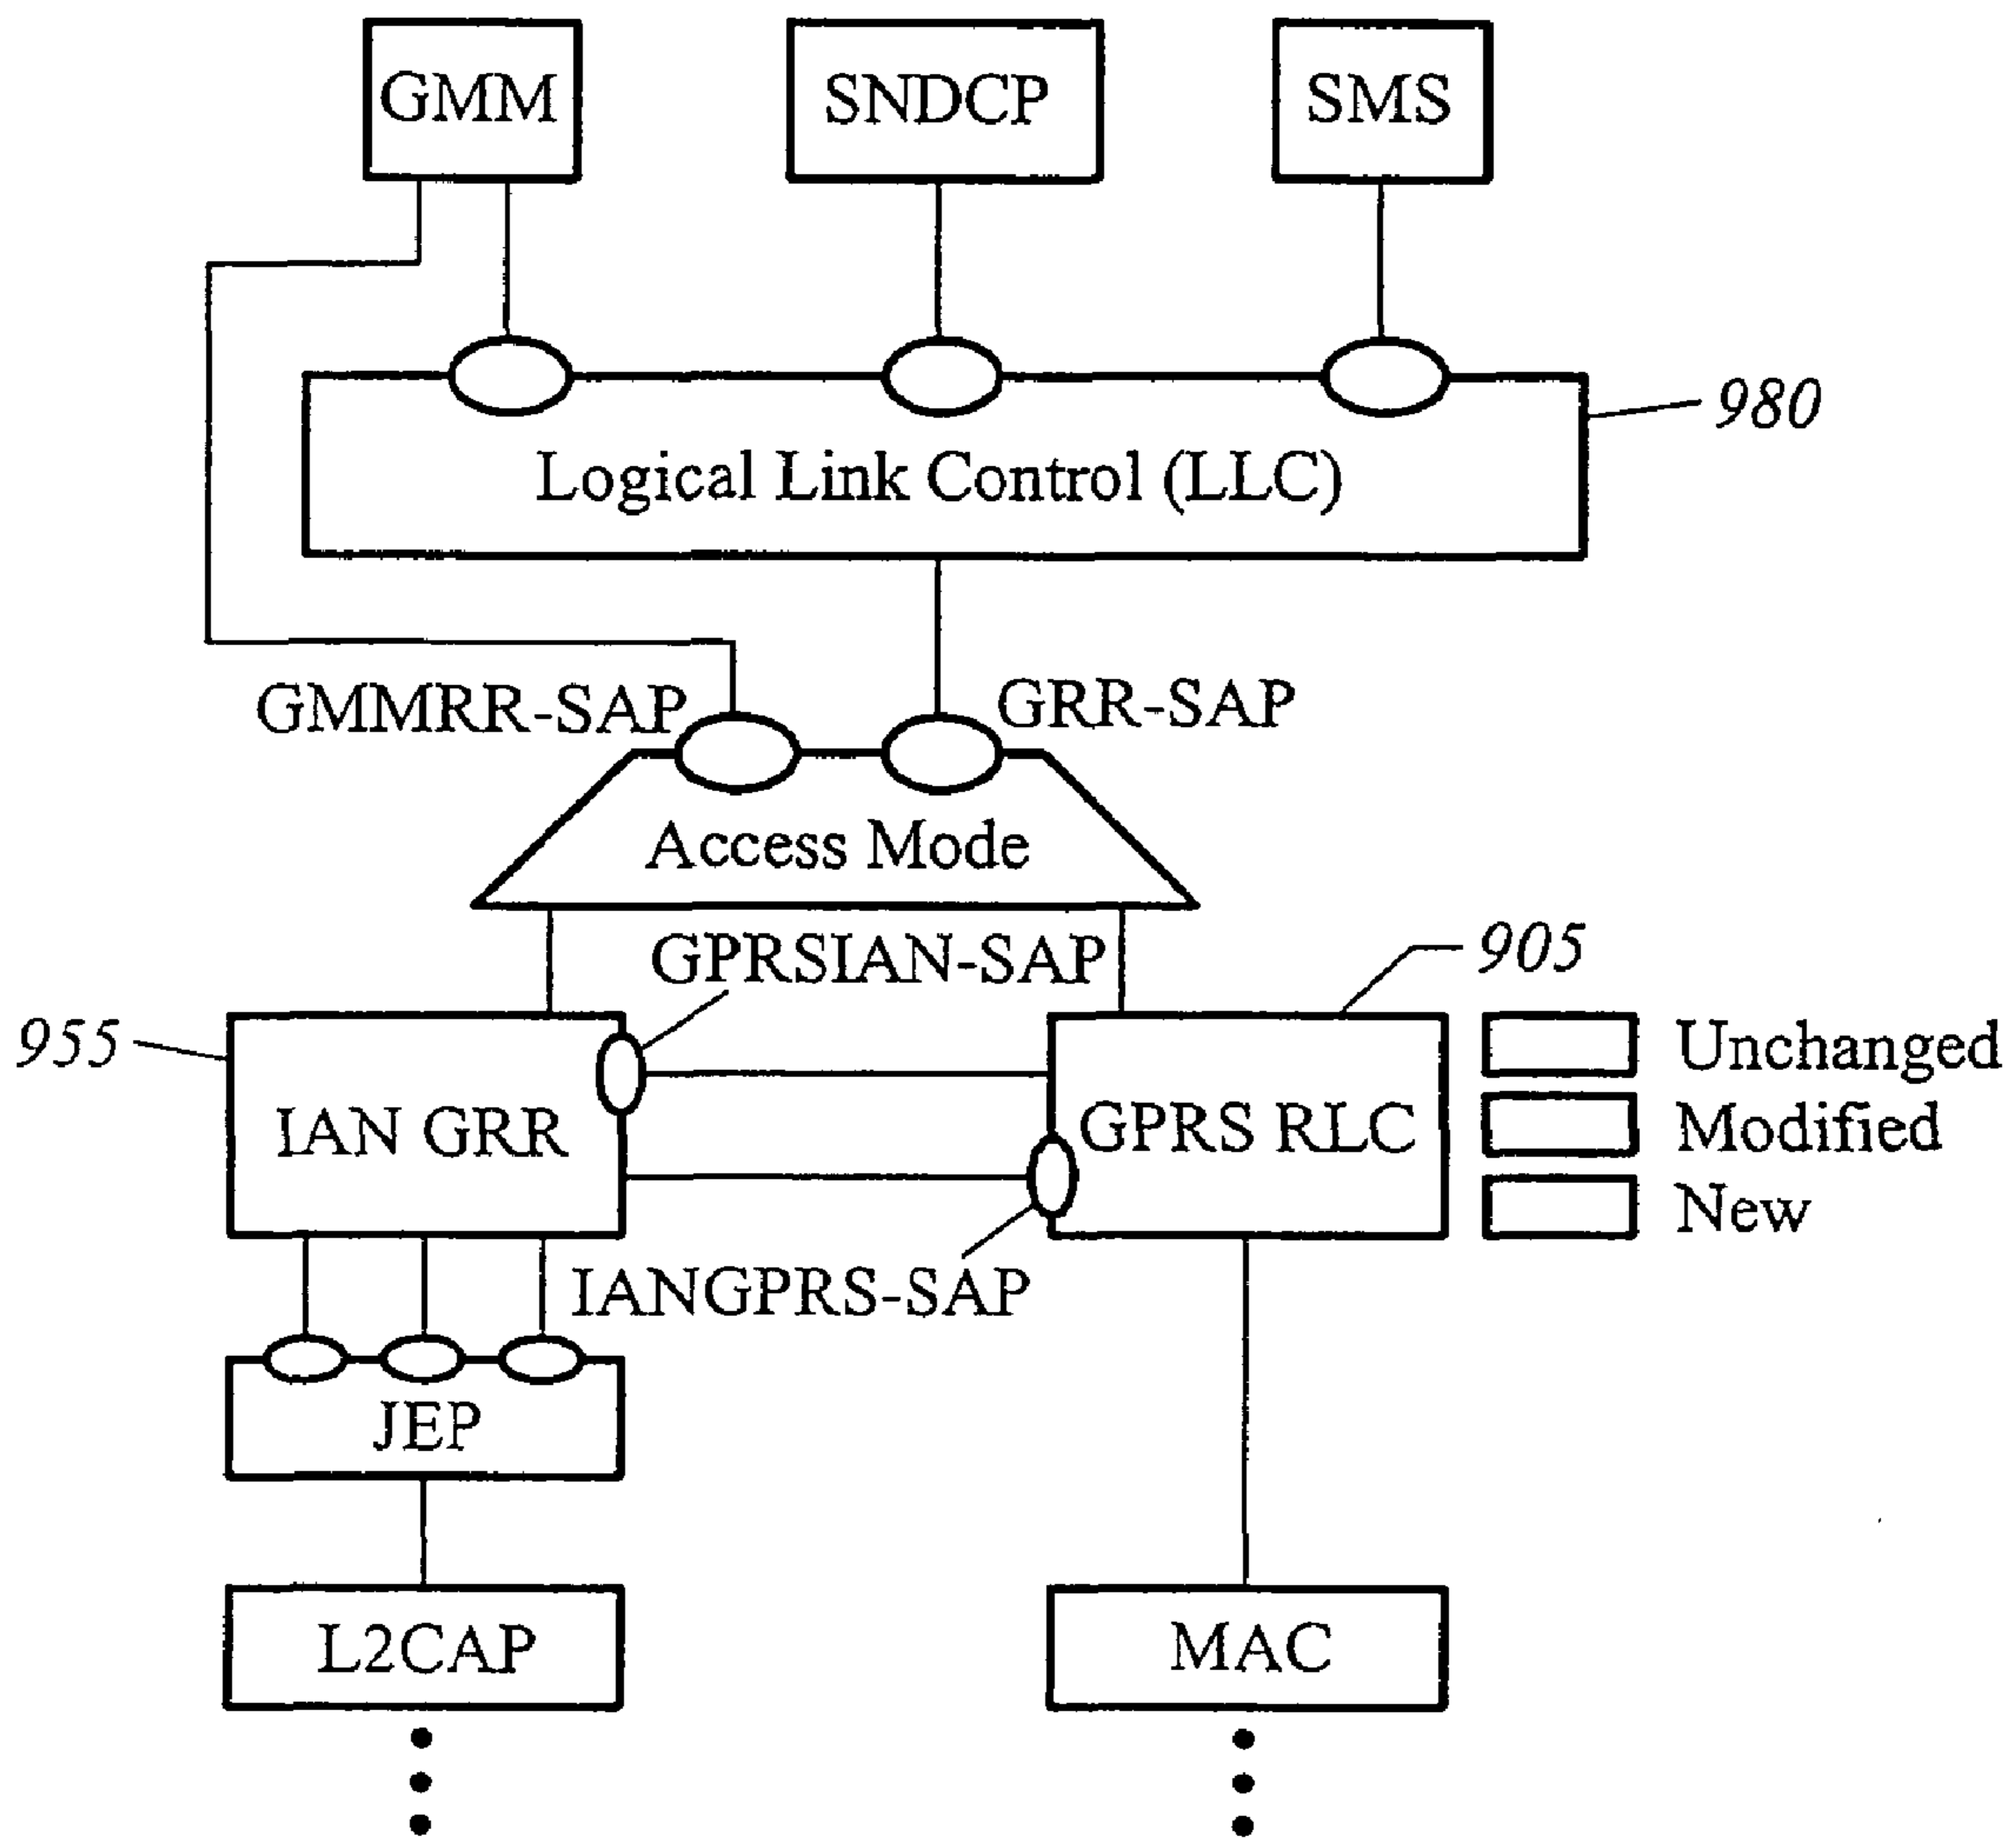 GMM
SNDCP
SMS
980
Logical Link Control (LLC)
GMMRR-SAP
GRR-SAP
Access Mode
GPRSIAN-SAP
905
955
Unchanged
IAN GRR
GPRS RLC
Modified
New
IANGPRS-SAP
JEP
L2CAP
MAC